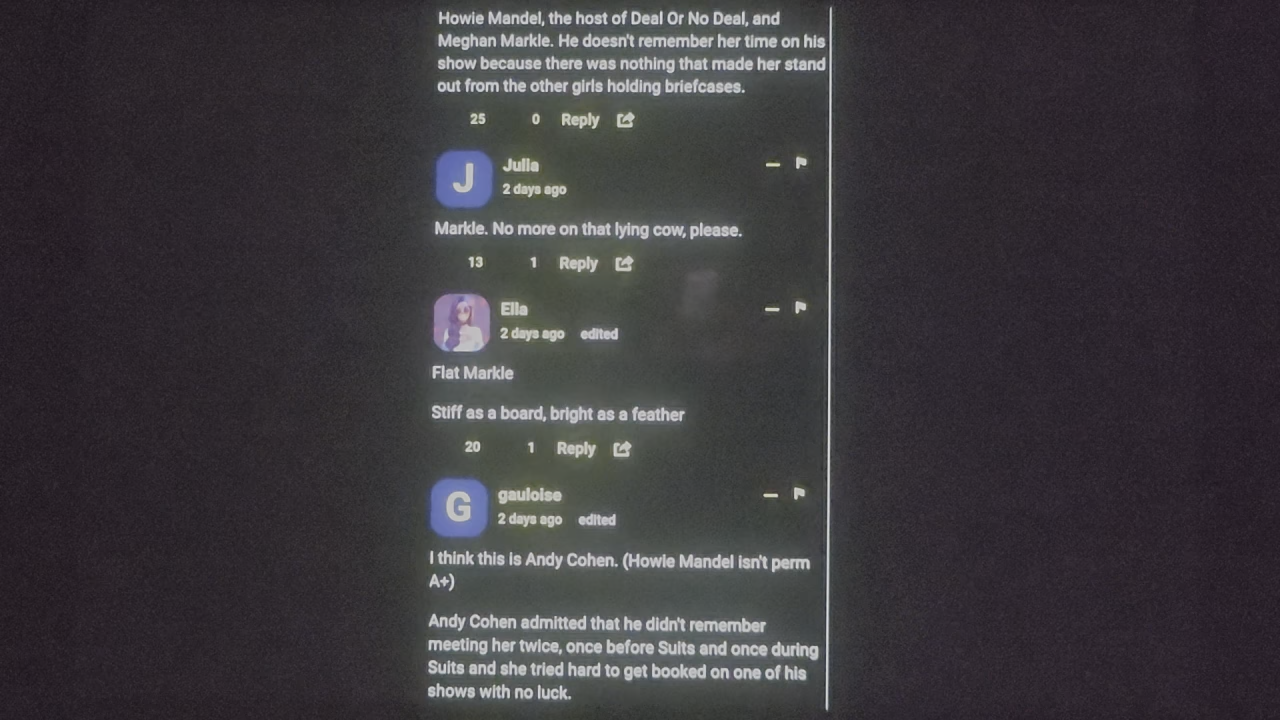 Howie Mandel, the host of Deal Or No Deal, and
Meghan Markle. He doesn't remember her time on his
show because there was nothing that made her stand
out from the other girls holding briefcases.
25 0 Reply
J Julia
2 days ago
Markle. No more on that lying cow, please.
13 1 Reply
Ella
2 days ago edited
Flat Markle
Stiff as a board, bright as a feather
20 1 Reply
G gauloise
2 days ago edited
I think this is Andy Cohen. (Howie Mandel isn't perm
A+)
Andy Cohen admitted that he didn't remember
meeting her twice, once before Suits and once during
Suits and she tried hard to get booked on one of his
shows with no luck.